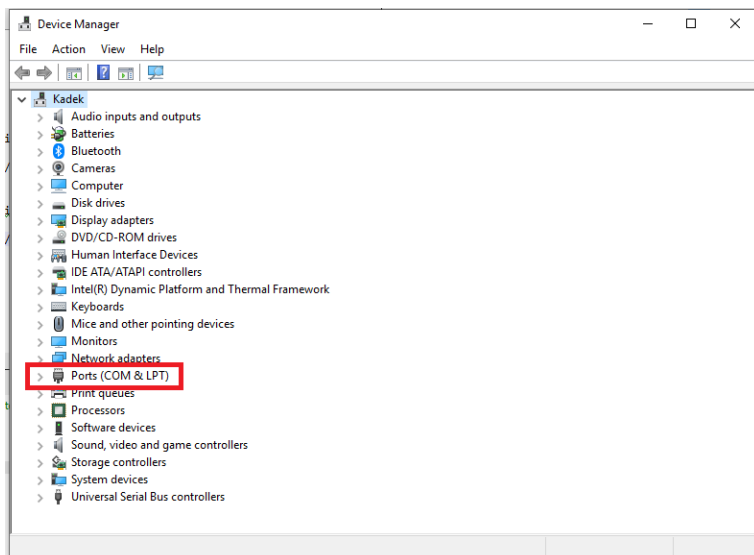 Device Manager
File Action View Help
Kadek
Audio inputs and outputs
Batteries
Bluetooth
Cameras
Computer
Disk drives
Display adapters
DVD/CD-ROM drives
Human Interface Devices
IDE ATA/ATAPI controllers
Intel(R) Dynamic Platform and Thermal Framework
Keyboards
Mice and other pointing devices
Monitors
Network adapters
Ports (COM & LPT)
Print queues
Processors
Software devices
Sound, video and game controllers
Storage controllers
System devices
Universal Serial Bus controllers